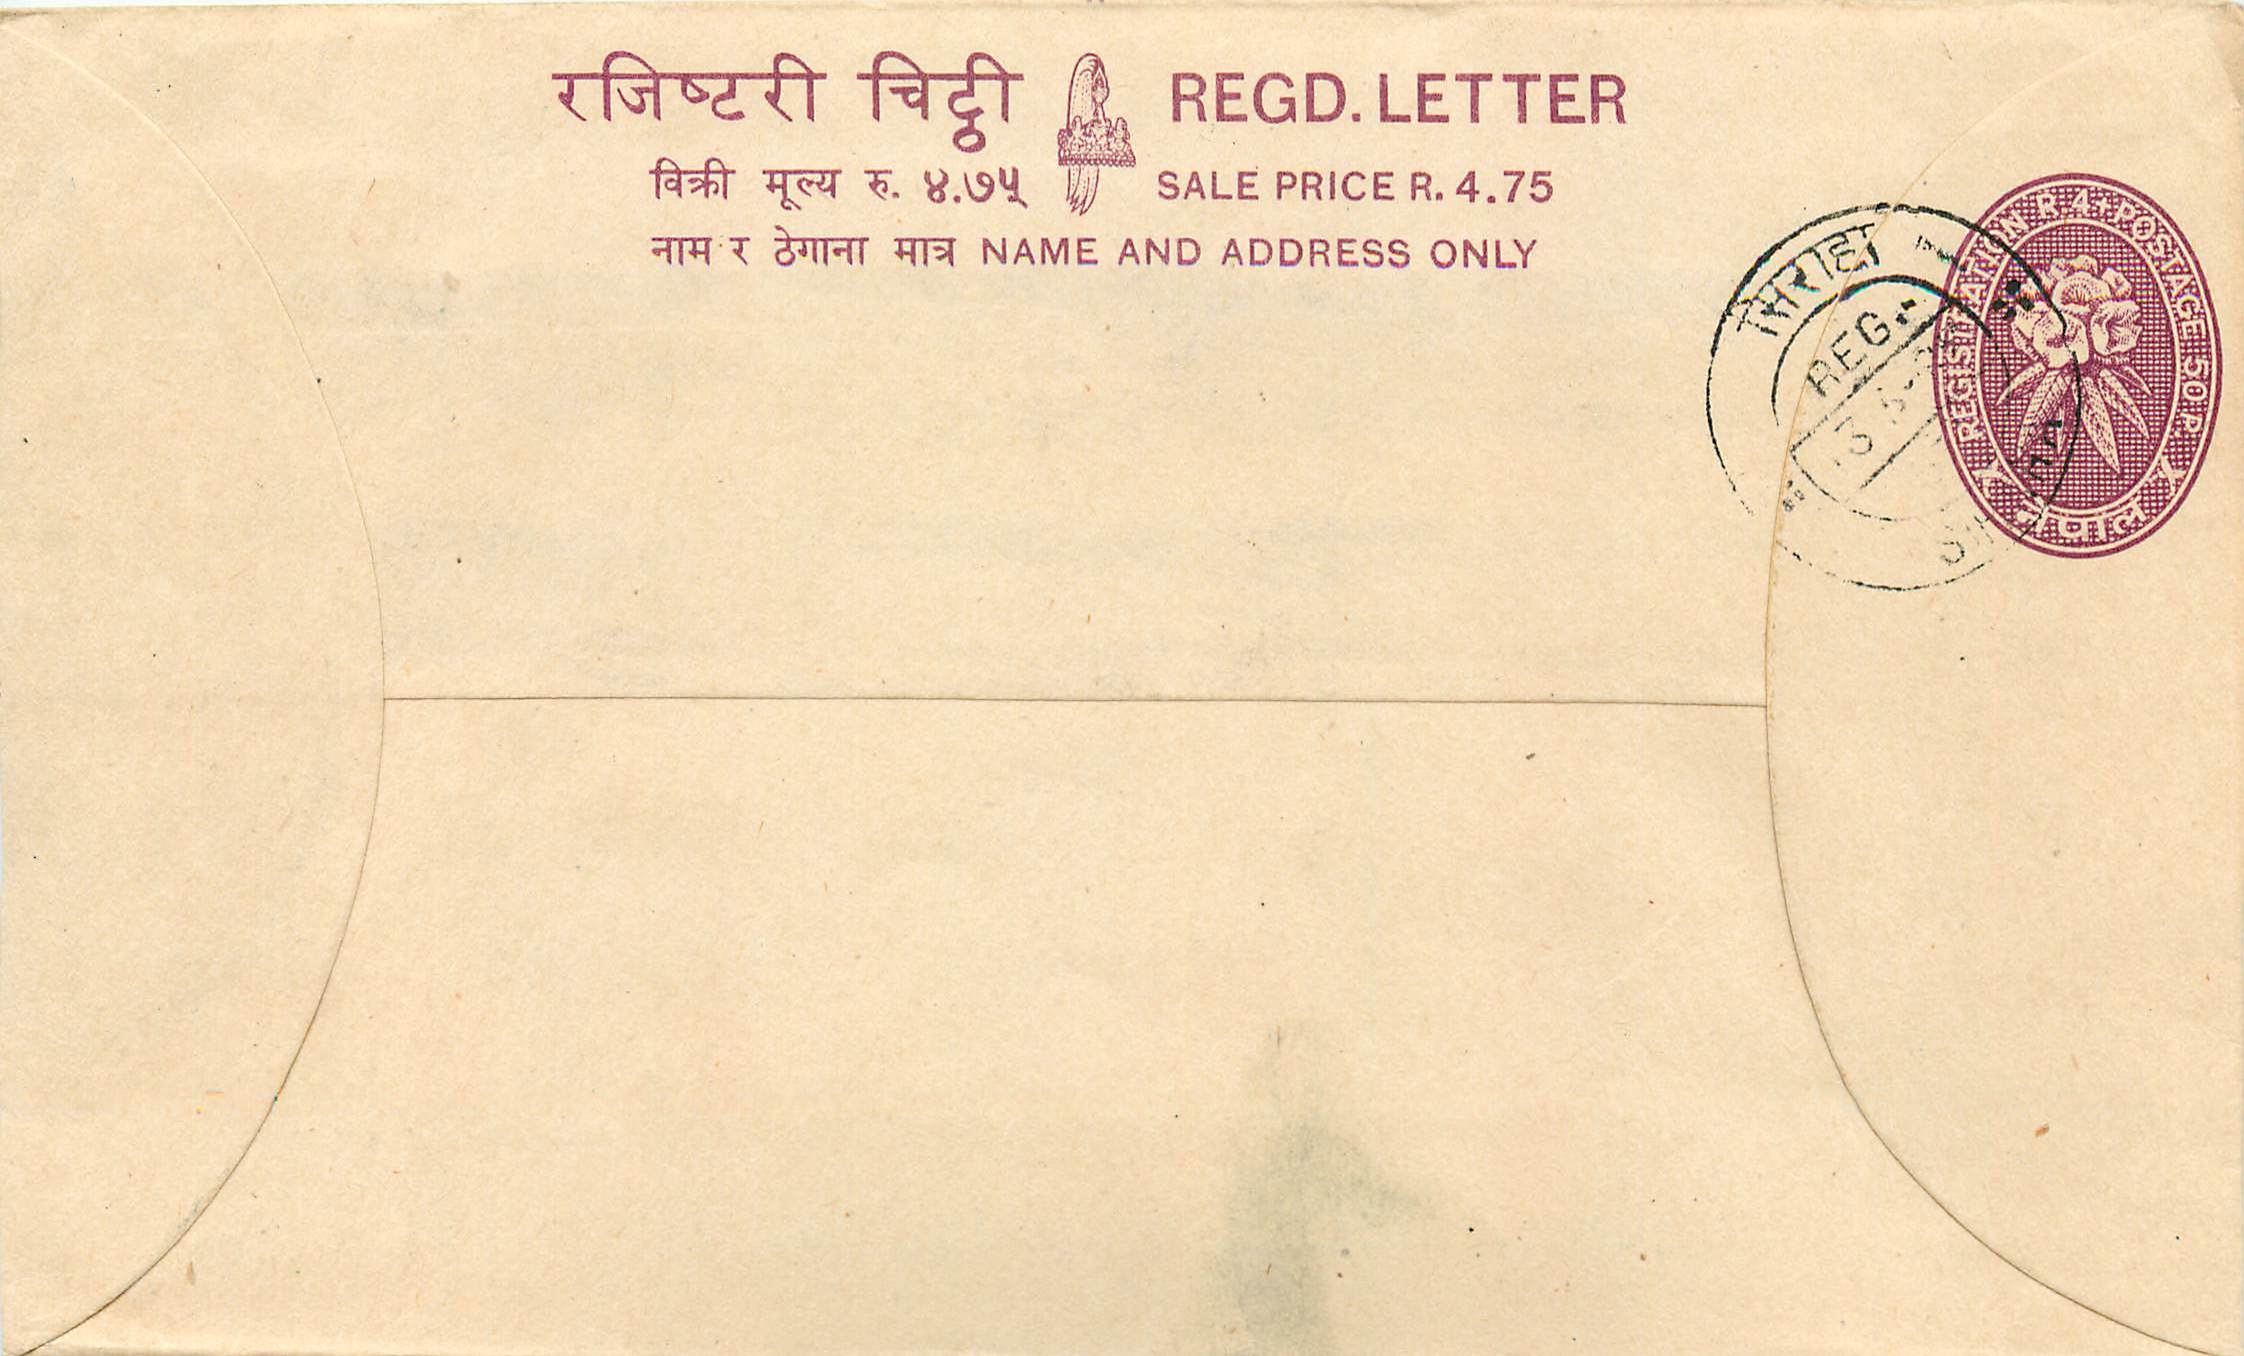 रजिष्टरी चिट्ठी REGD. LETTER
विक्री मूल्य रु. ४.७५ SALE PRICE R. 4.75
नाम र ठेगाना मात्र NAME AND ADDRESS ONLY
REGISTRATION R.4+POSTAGE 50 P.
नेपाल
सिराहा
REG.